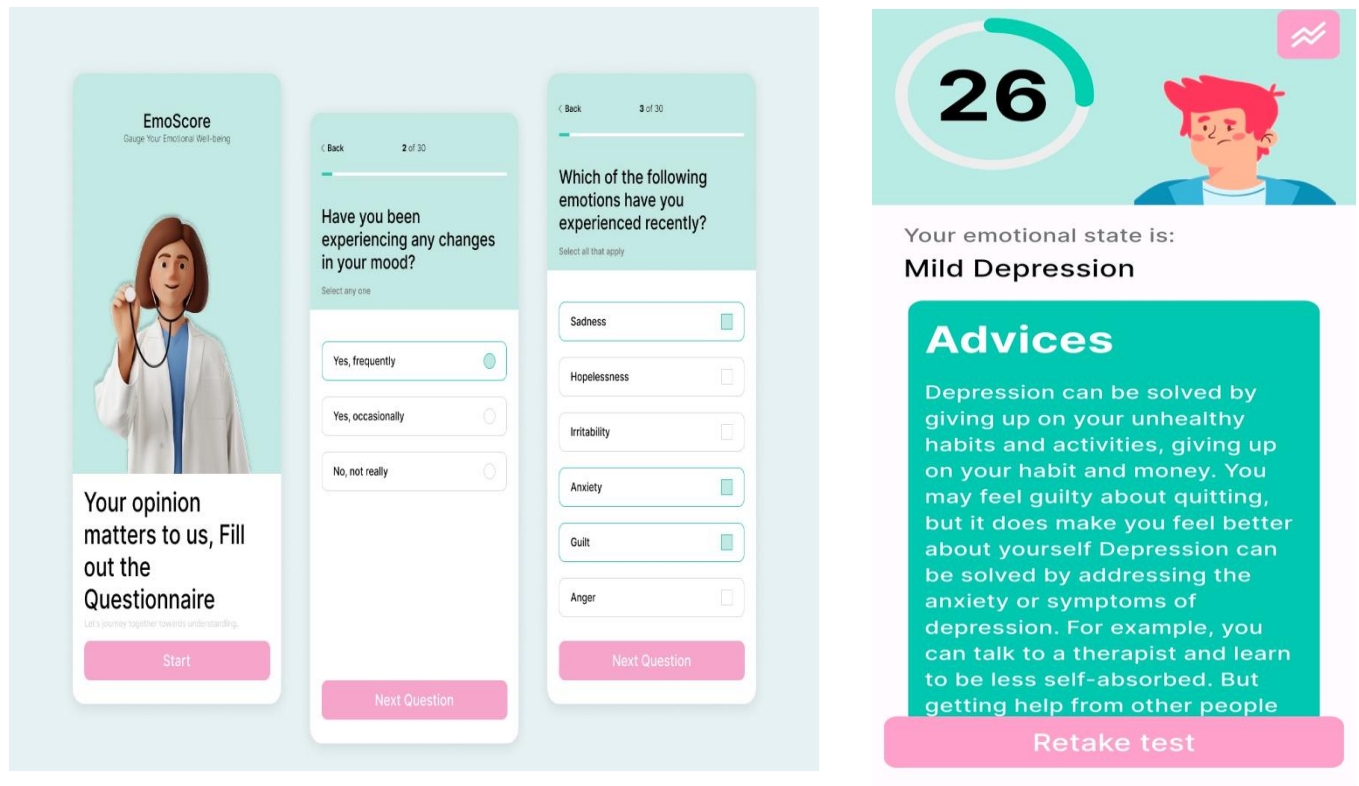 EmoScore
Gauge Your Emotional Well-being
Your opinion
matters to us, Fill
out the
Questionnaire
Let's journey together towards understanding.
Start
< Back
2 of 30
Have you been
experiencing any changes
in your mood?
Select any one
Yes, frequently
Yes, occasionally
No, not really
Next Question
< Back
3 of 30
Which of the following
emotions have you
experienced recently?
Select all that apply
Sadness
Hopelessness
Irritability
Anxiety
Guilt
Anger
Next Question
26
Your emotional state is:
Mild Depression
Advices
Depression can be solved by
giving up on your unhealthy
habits and activities, giving up
on your habit and money. You
may feel guilty about quitting,
but it does make you feel better
about yourself Depression can
be solved by addressing the
anxiety or symptoms of
depression. For example, you
can talk to a therapist and learn
to be less self-absorbed. But
getting help from other people
Retake test